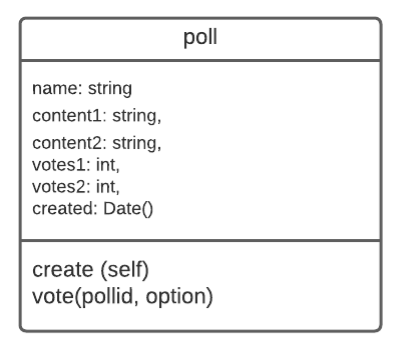 poll
name: string
content1: string,
content2: string,
votes1: int,
votes2: int,
created: Date()
create (self)
vote(pollid, option)